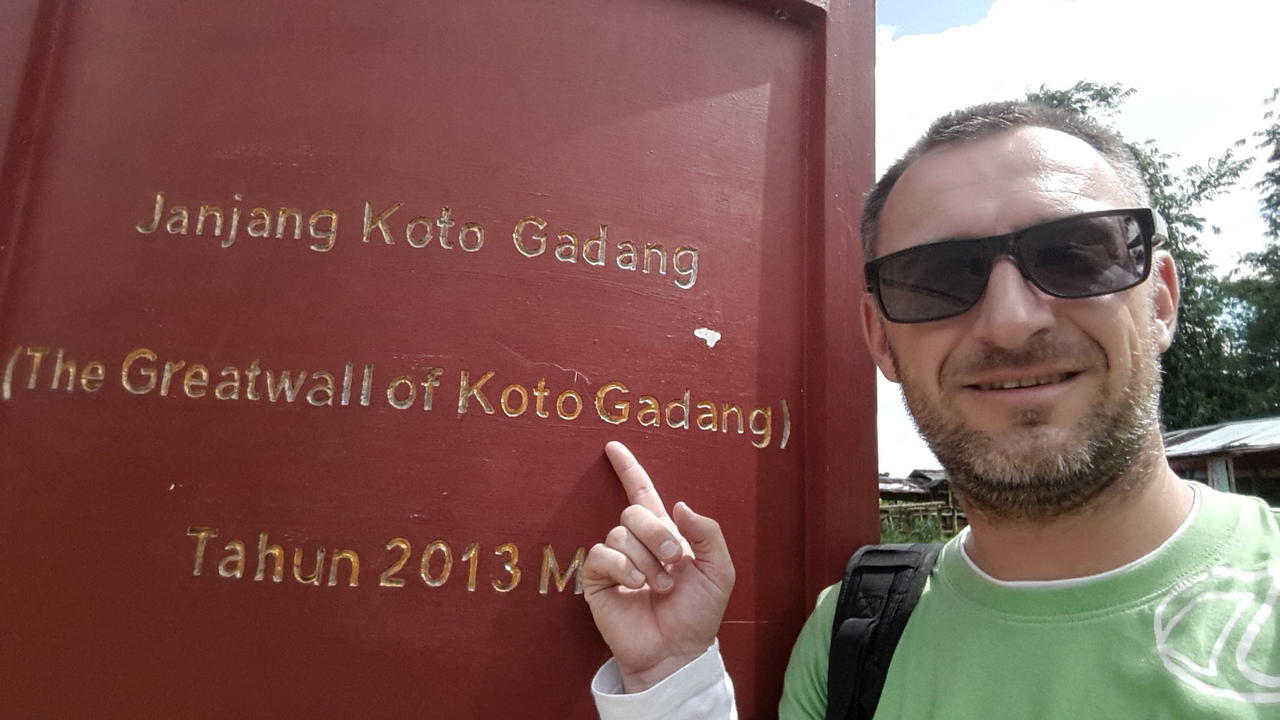 Janjang Koto Gadang
(The Greatwall of Koto Gadang)
Tahun 2013 M